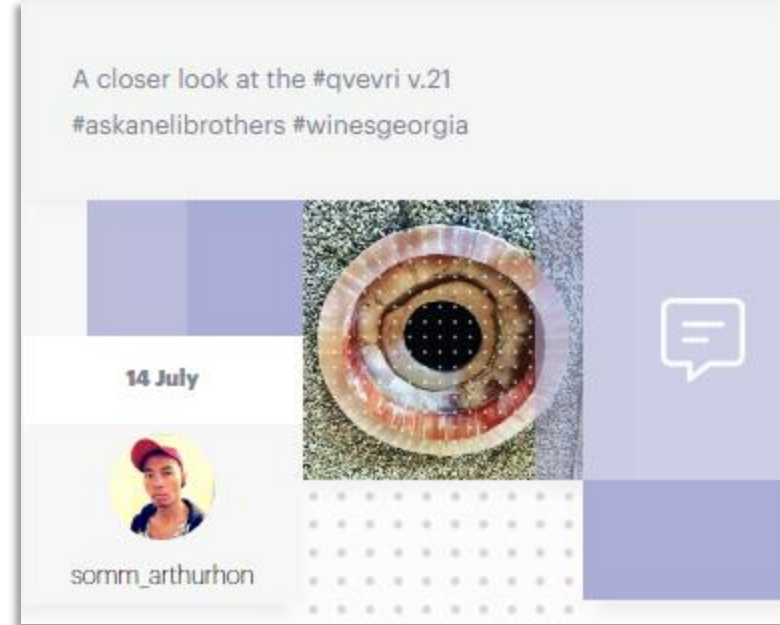 A closer look at the #qvevri v.21
#askanelibrothers #winesgeorgia
14 July
somm_arthurhon